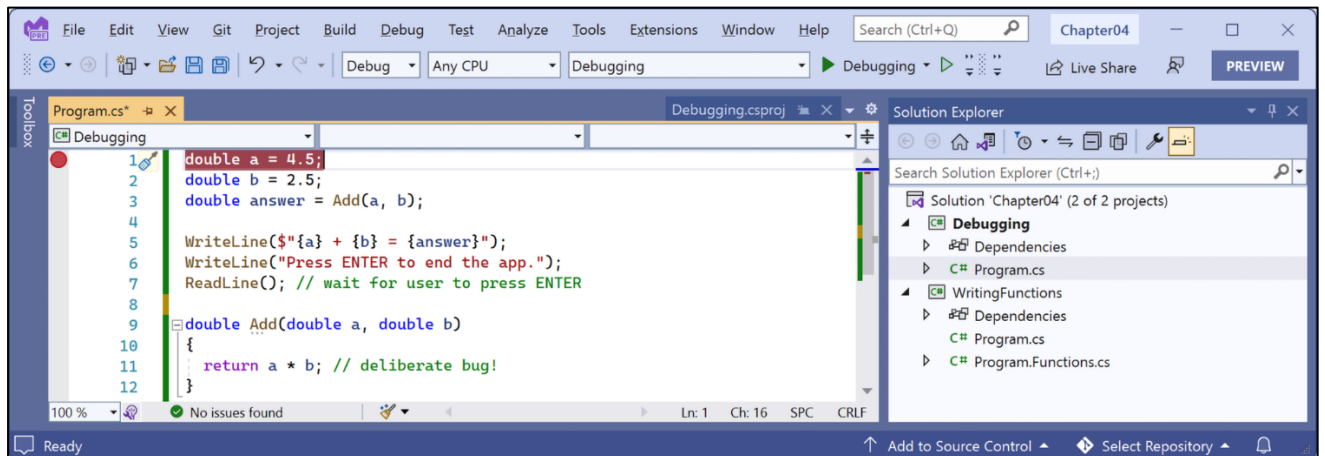 PRE File Edit View Git Project Build Debug Test Analyze Tools Extensions Window Help Search (Ctrl+Q) Chapter04
Debug Any CPU Debugging Debugging Live Share PREVIEW
Toolbox
Program.cs* Debugging.csproj
C# Debugging
1 double a = 4.5;
2 double b = 2.5;
3 double answer = Add(a, b);
4
5 WriteLine($"{a} + {b} = {answer}");
6 WriteLine("Press ENTER to end the app.");
7 ReadLine(); // wait for user to press ENTER
8
9 double Add(double a, double b)
10 {
11 return a * b; // deliberate bug!
12 }
100 % No issues found Ln: 1 Ch: 16 SPC CRLF
Solution Explorer
Search Solution Explorer (Ctrl+;)
Solution 'Chapter04' (2 of 2 projects)
C# Debugging
Dependencies
C# Program.cs
C# WritingFunctions
Dependencies
C# Program.cs
C# Program.Functions.cs
Ready Add to Source Control Select Repository